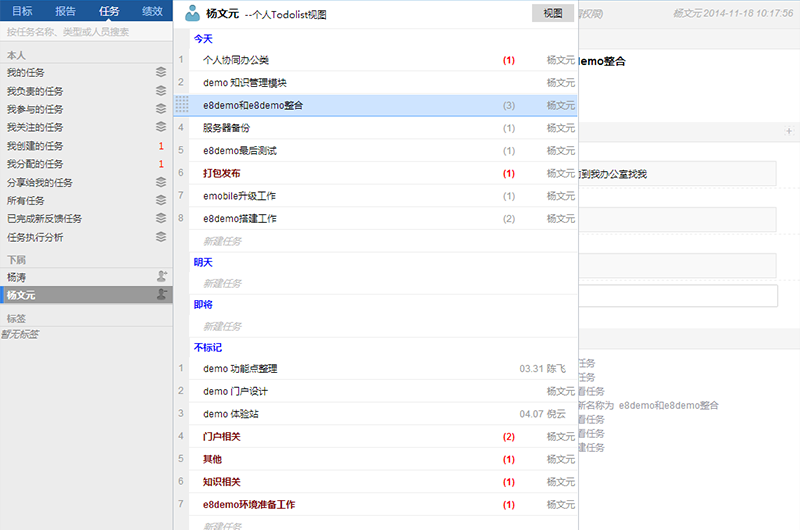 目标 报告 任务 绩效
按任务名称、类型或人员搜索
本人
我的任务
我负责的任务
我参与的任务
我关注的任务
我创建的任务 1
我分配的任务 1
分享给我的任务
所有任务
已完成新反馈任务
任务执行分析
下属
杨涛
杨文元
标签
暂无标签
杨文元 --个人Todolist视图 视图
今天
1 个人协同办公类 (1) 杨文元
2 demo 知识管理模块 杨文元
e8demo和e8demo整合 (3) 杨文元
4 服务器备份 (1) 杨文元
5 e8demo最后测试 (1) 杨文元
6 打包发布 (1) 杨文元
7 emobile升级工作 (1) 杨文元
8 e8demo搭建工作 (2) 杨文元
新建任务
明天
新建任务
即将
新建任务
不标记
1 demo 功能点整理 03.31 陈飞
2 demo 门户设计 杨文元
3 demo 体验站 04.07 倪云
4 门户相关 (2) 杨文元
5 其他 (1) 杨文元
6 知识相关 (1) 杨文元
7 e8demo环境准备工作 (1) 杨文元
新建任务
杨文元 2014-11-18 10:17:56
demo整合
到我办公室找我
任务
任务
看任务
新名称为 e8demo和e8demo整合
看任务
看任务
建任务